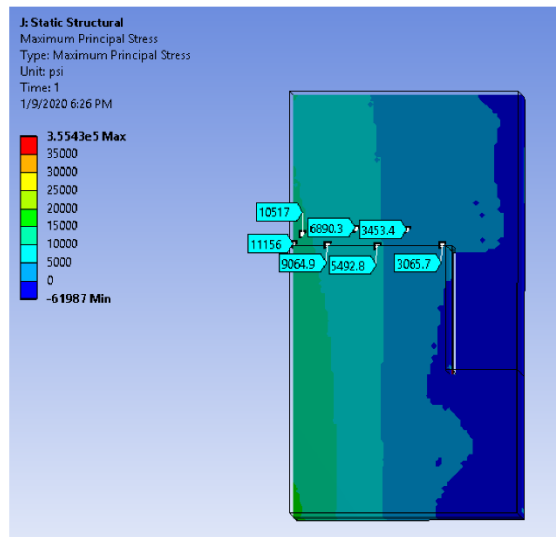 J: Static Structural
Maximum Principal Stress
Type: Maximum Principal Stress
Unit: psi
Time: 1
1/9/2020 6:26 PM
3.5543e5 Max
35000
30000
25000
20000
15000
10000
5000
0
-61987 Min
10517
6890.3
3453.4
11156
9064.9
5492.8
3065.7